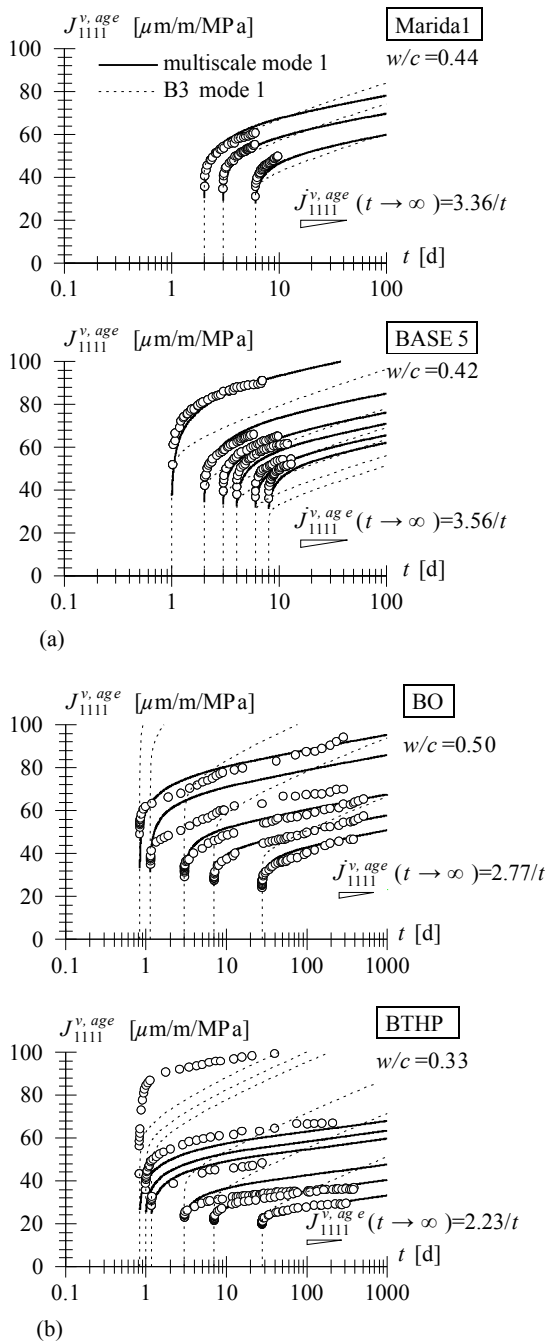 J^{v, age}_{1111} [µm/m/MPa]
Marida1
w/c=0.44
multiscale mode 1
B3 mode 1
100
80
60
40
20
0
J̇^{v, age}_{1111} (t → ∞)=3.36/t
t [d]
0.1 1 10 100
J^{v, age}_{1111} [µm/m/MPa]
BASE 5
w/c=0.42
100
80
60
40
20
0
J̇^{v, age}_{1111} (t → ∞)=3.56/t
t [d]
0.1 1 10 100
(a)
J^{v, age}_{1111} [µm/m/MPa]
BO
w/c=0.50
100
80
60
40
20
0
J̇^{v, age}_{1111} (t → ∞)=2.77/t
t [d]
0.1 1 10 100 1000
J^{v, age}_{1111} [µm/m/MPa]
BTHP
w/c=0.33
100
80
60
40
20
0
J̇^{v, age}_{1111} (t → ∞)=2.23/t
t [d]
0.1 1 10 100 1000
(b)